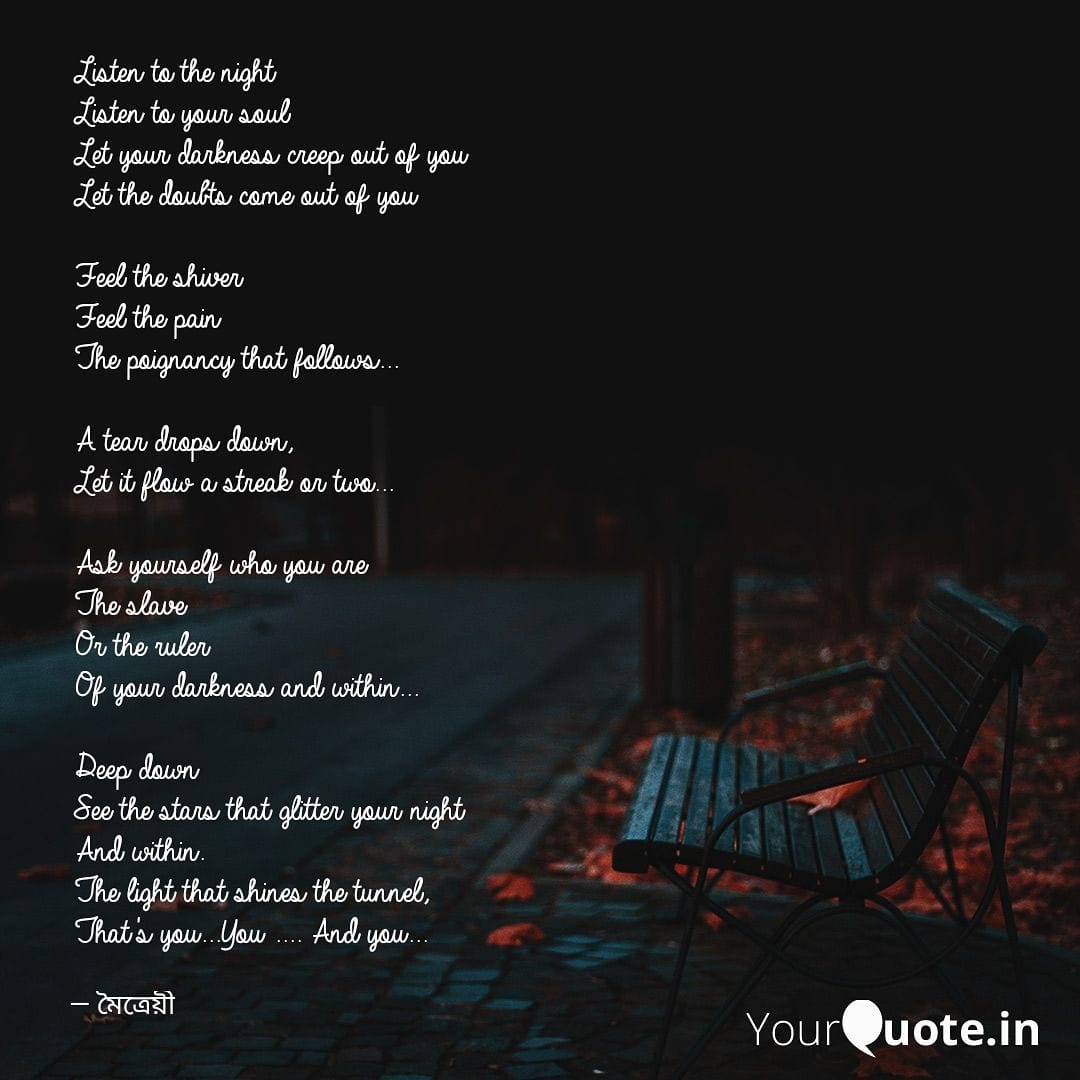 Listen to the night
Listen to your soul
Let your darkness creep out of you
Let the doubts come out of you
Feel the shiver
Feel the pain
The poignancy that follows...
A tear drops down,
Let it flow a streak or two...
Ask yourself who you are
The slave
Or the ruler
Of your darkness and within...
Deep down
See the stars that glitter your night
And within.
The light that shines the tunnel,
That's you...You .... And you...
– মৈত্রেয়ী
YourQuote.in